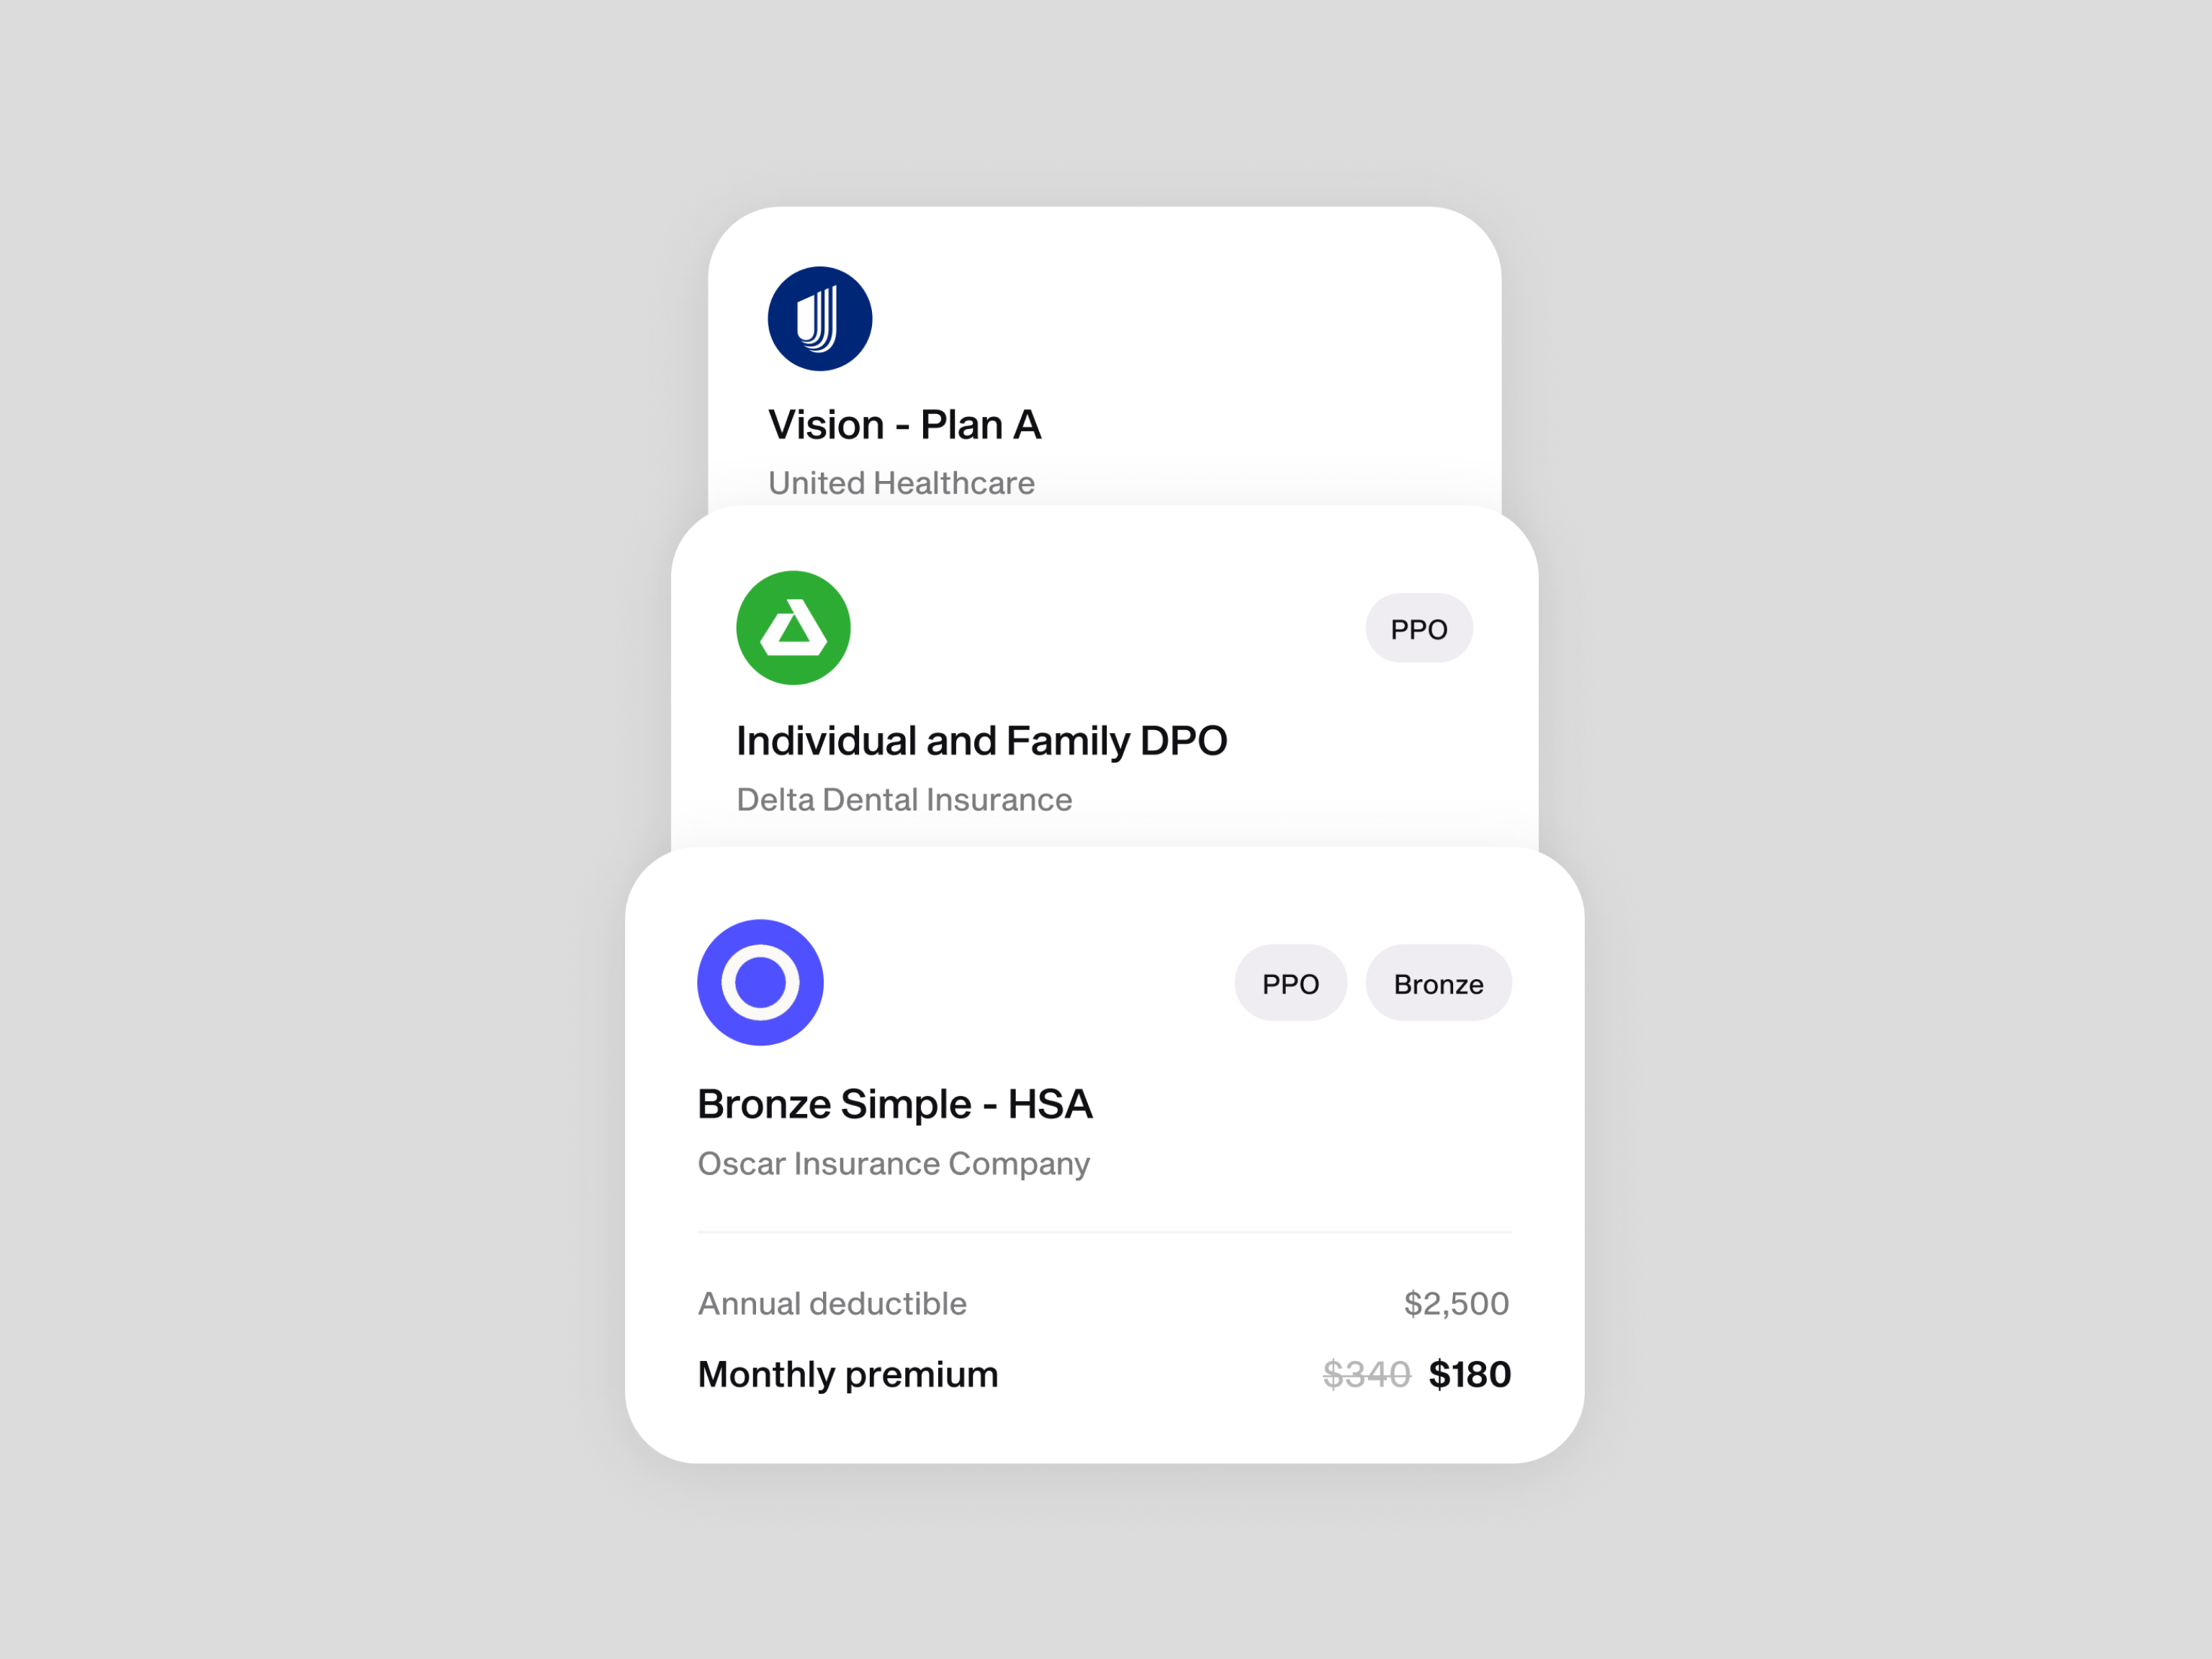 Vision - Plan A
United Healthcare
PPO
Individual and Family DPO
Delta Dental Insurance
PPO Bronze
Bronze Simple - HSA
Oscar Insurance Company
Annual deductible $2,500
Monthly premium $340 $180